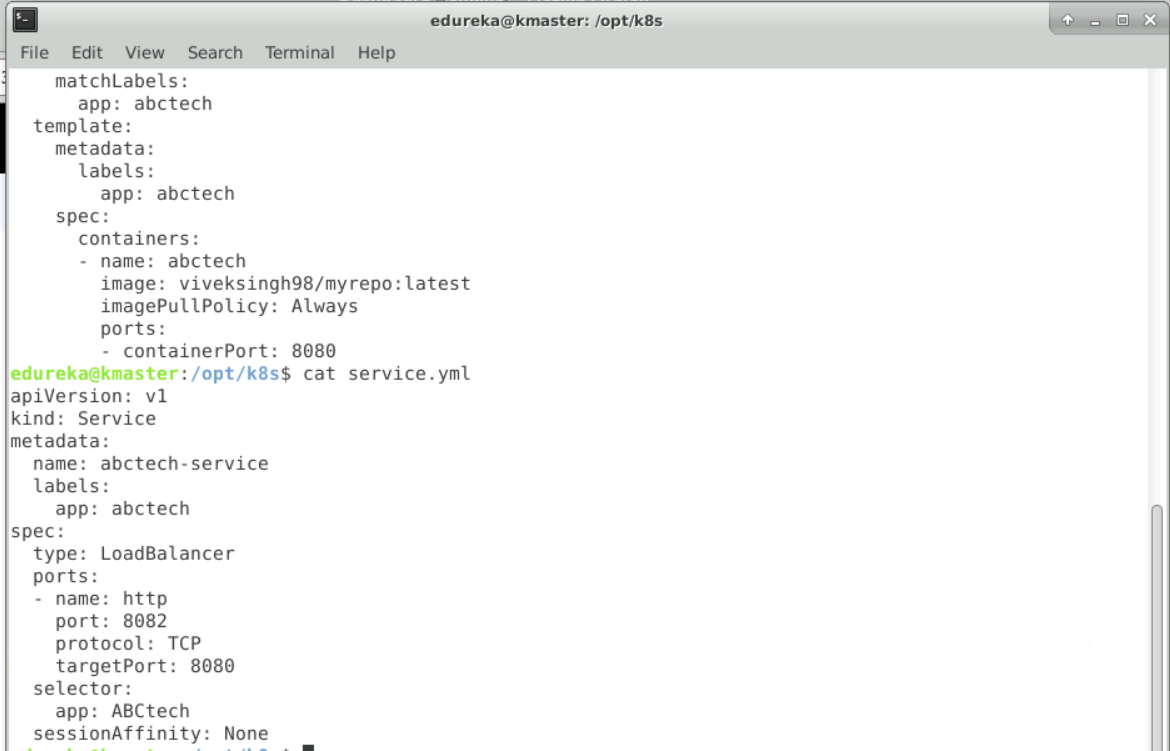 edureka@kmaster: /opt/k8s
File Edit View Search Terminal Help
    matchLabels:
      app: abctech
  template:
    metadata:
      labels:
        app: abctech
    spec:
      containers:
      - name: abctech
        image: viveksingh98/myrepo:latest
        imagePullPolicy: Always
        ports:
        - containerPort: 8080
edureka@kmaster:/opt/k8s$ cat service.yml
apiVersion: v1
kind: Service
metadata:
  name: abctech-service
  labels:
    app: abctech
spec:
  type: LoadBalancer
  ports:
  - name: http
    port: 8082
    protocol: TCP
    targetPort: 8080
  selector:
    app: ABCtech
  sessionAffinity: None